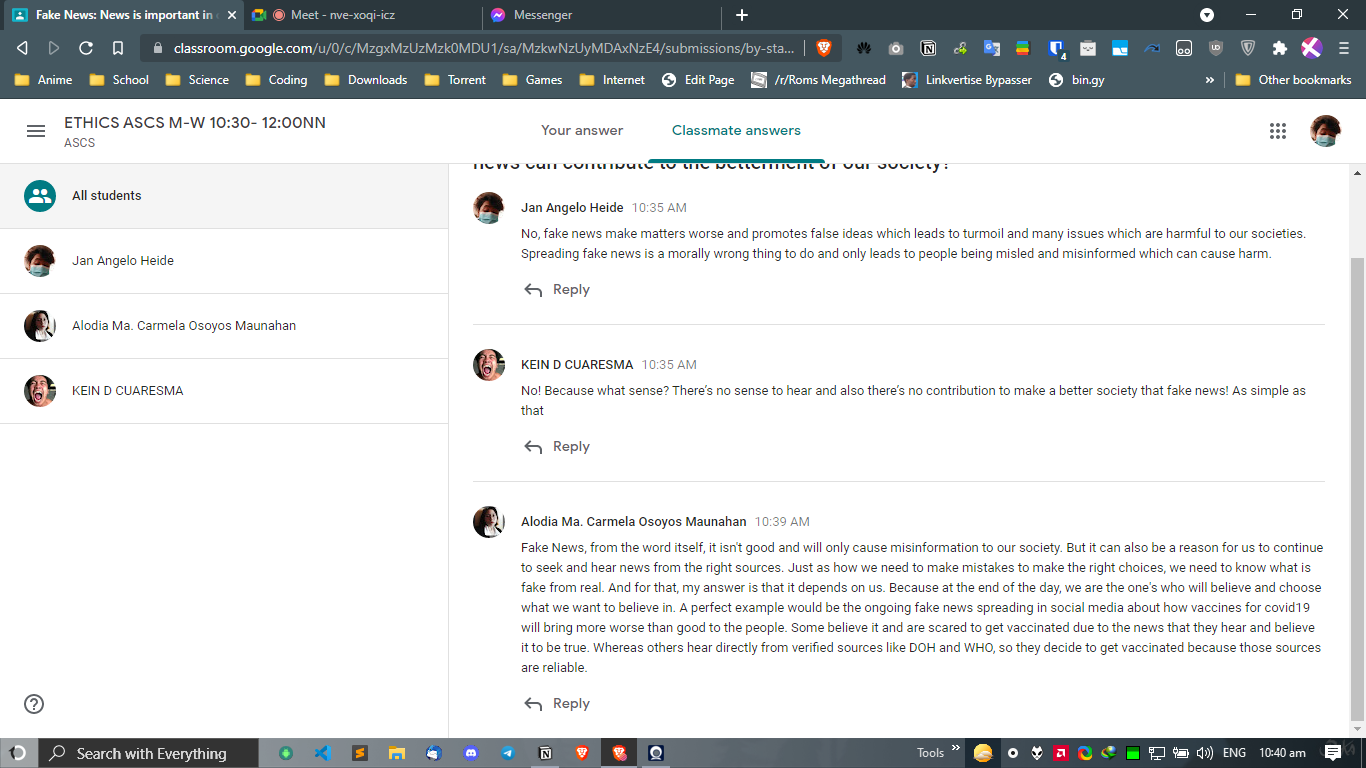 Fake News: News is important in
Meet - nve-xoqi-icz
Messenger
classroom.google.com/u/0/c/MzgxMzUzMzk0MDU1/sa/MzkwNzUyMDAxNzE4/submissions/by-sta...
4
Anime
School
Science
Coding
Downloads
Torrent
Games
Internet
Edit Page
/r/Roms Megathread
Linkvertise Bypasser
bin.gy
»
Other bookmarks
ETHICS ASCS M-W 10:30- 12:00NN
ASCS
Your answer
Classmate answers
All students
Jan Angelo Heide
Alodia Ma. Carmela Osoyos Maunahan
KEIN D CUARESMA
news can contribute to the betterment of our society?
Jan Angelo Heide 10:35 AM
No, fake news make matters worse and promotes false ideas which leads to turmoil and many issues which are harmful to our societies.
Spreading fake news is a morally wrong thing to do and only leads to people being misled and misinformed which can cause harm.
Reply
KEIN D CUARESMA 10:35 AM
No! Because what sense? There's no sense to hear and also there's no contribution to make a better society that fake news! As simple as
that
Reply
Alodia Ma. Carmela Osoyos Maunahan 10:39 AM
Fake News, from the word itself, it isn't good and will only cause misinformation to our society. But it can also be a reason for us to continue
to seek and hear news from the right sources. Just as how we need to make mistakes to make the right choices, we need to know what is
fake from real. And for that, my answer is that it depends on us. Because at the end of the day, we are the one's who will believe and choose
what we want to believe in. A perfect example would be the ongoing fake news spreading in social media about how vaccines for covid19
will bring more worse than good to the people. Some believe it and are scared to get vaccinated due to the news that they hear and believe
it to be true. Whereas others hear directly from verified sources like DOH and WHO, so they decide to get vaccinated because those sources
are reliable.
Reply
Search with Everything
Tools
»
ENG
10:40 am